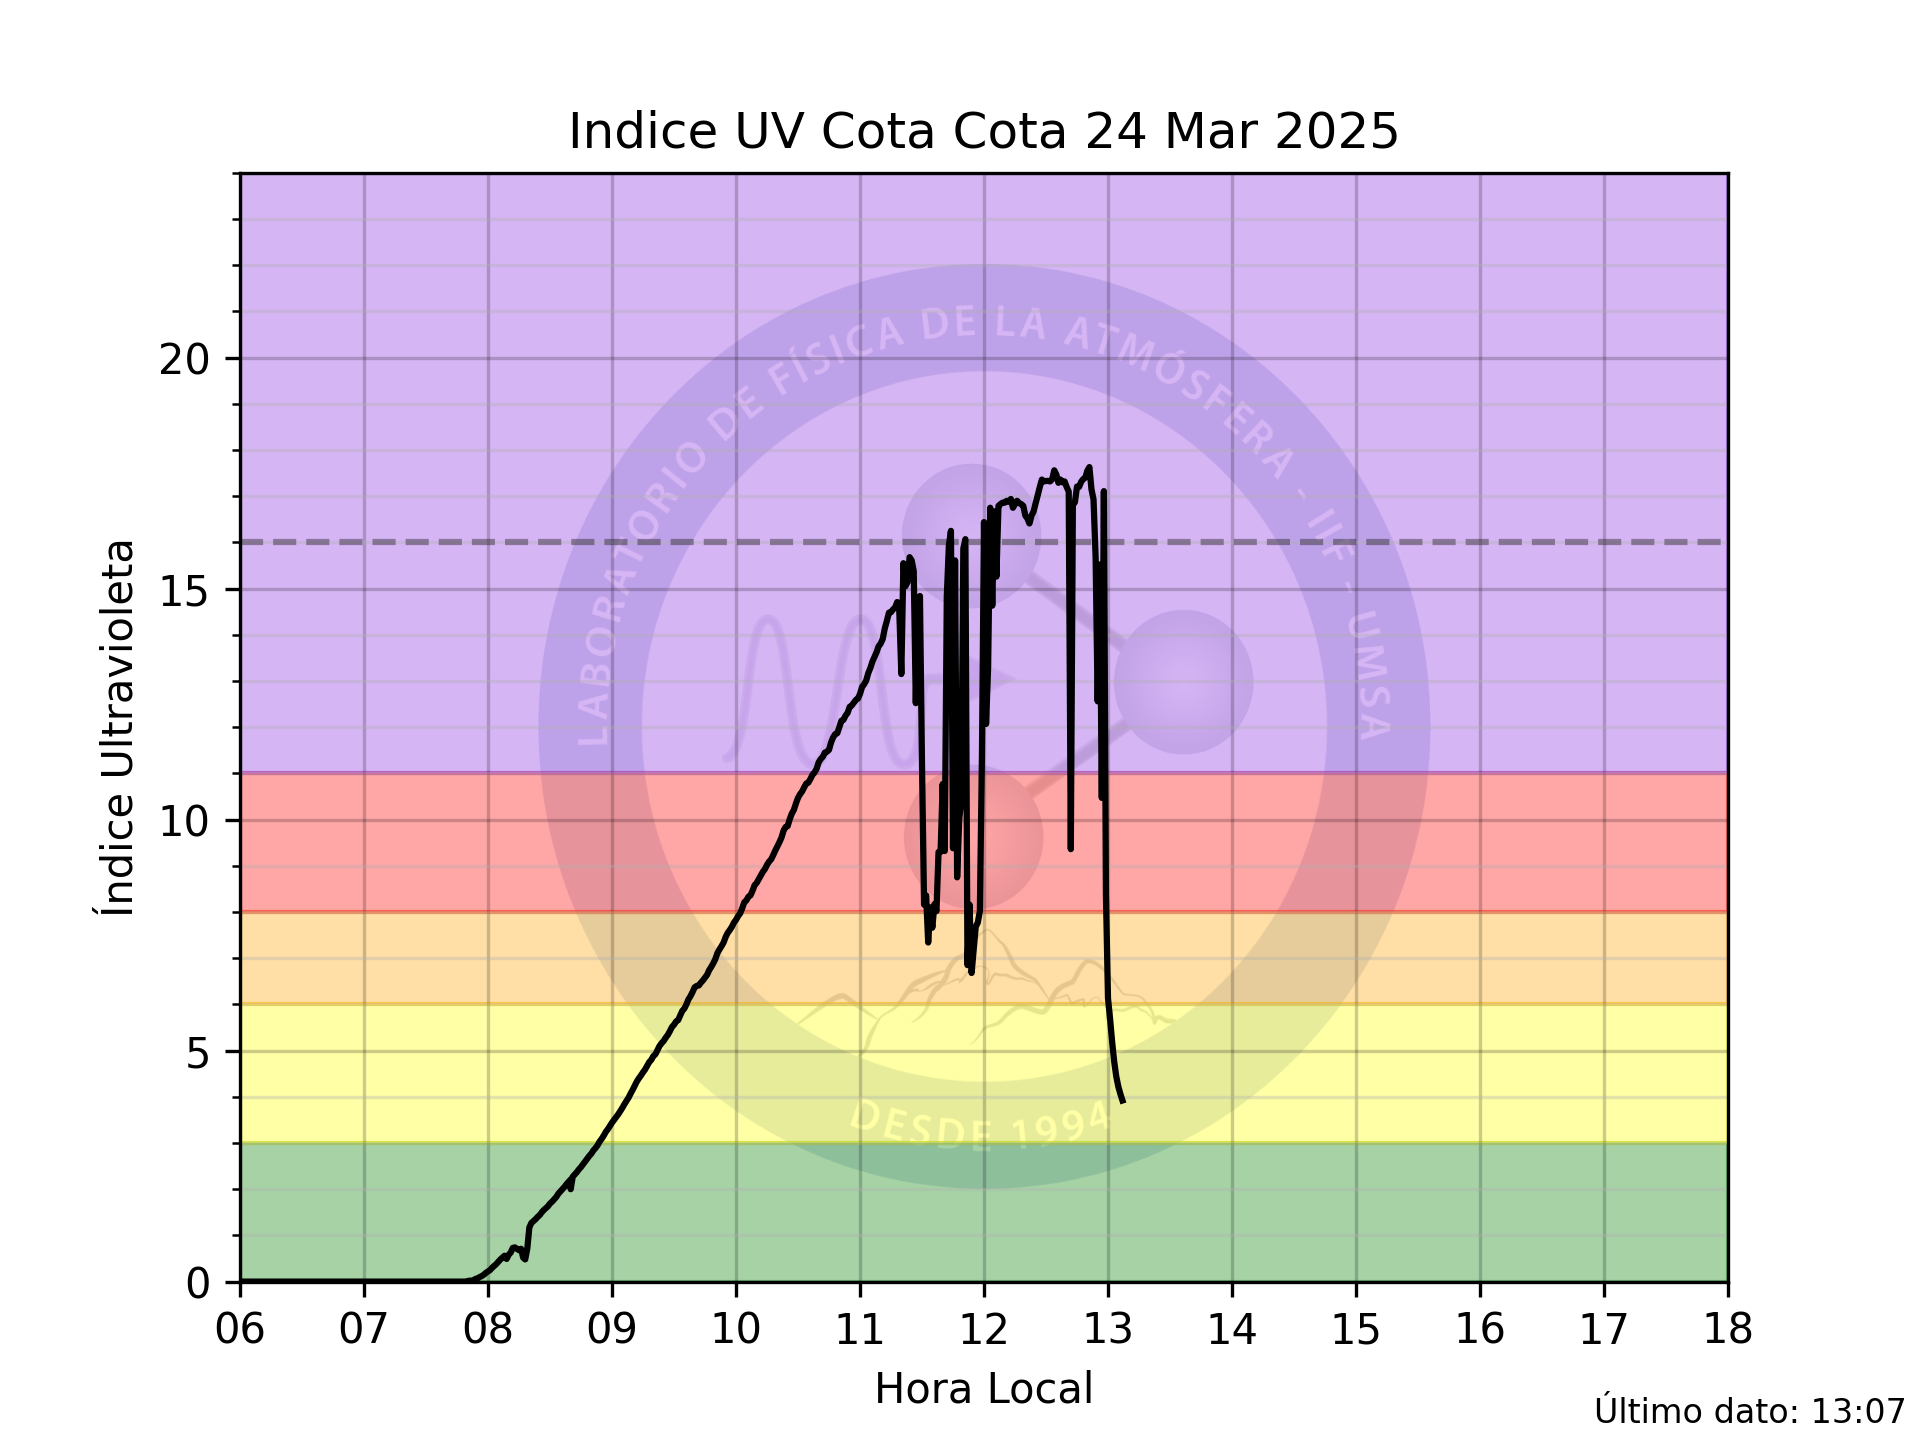 Indice UV Cota Cota 24 Mar 2025
Índice Ultravioleta
20
15
10
5
0
LABORATORIO DE FÍSICA DE LA ATMÓSFERA - IIF - UMSA
DESDE 1994
06 07 08 09 10 11 12 13 14 15 16 17 18
Hora Local
Último dato: 13:07